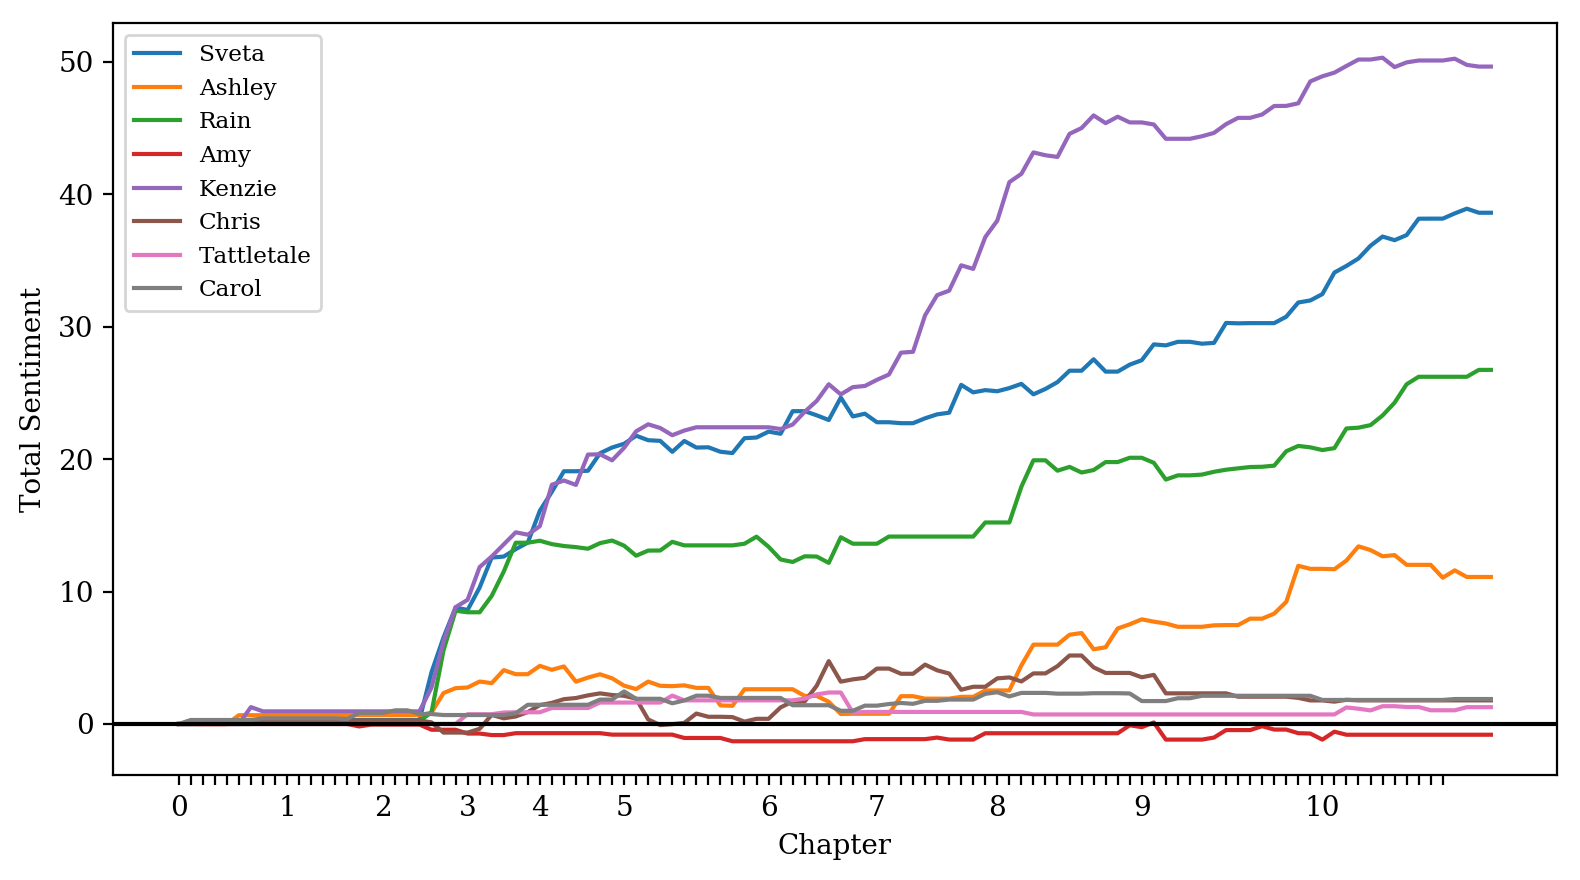 Sveta
Ashley
Rain
Amy
Kenzie
Chris
Tattletale
Carol
50
40
30
20
10
0
Total Sentiment
0 1 2 3 4 5 6 7 8 9 10
Chapter